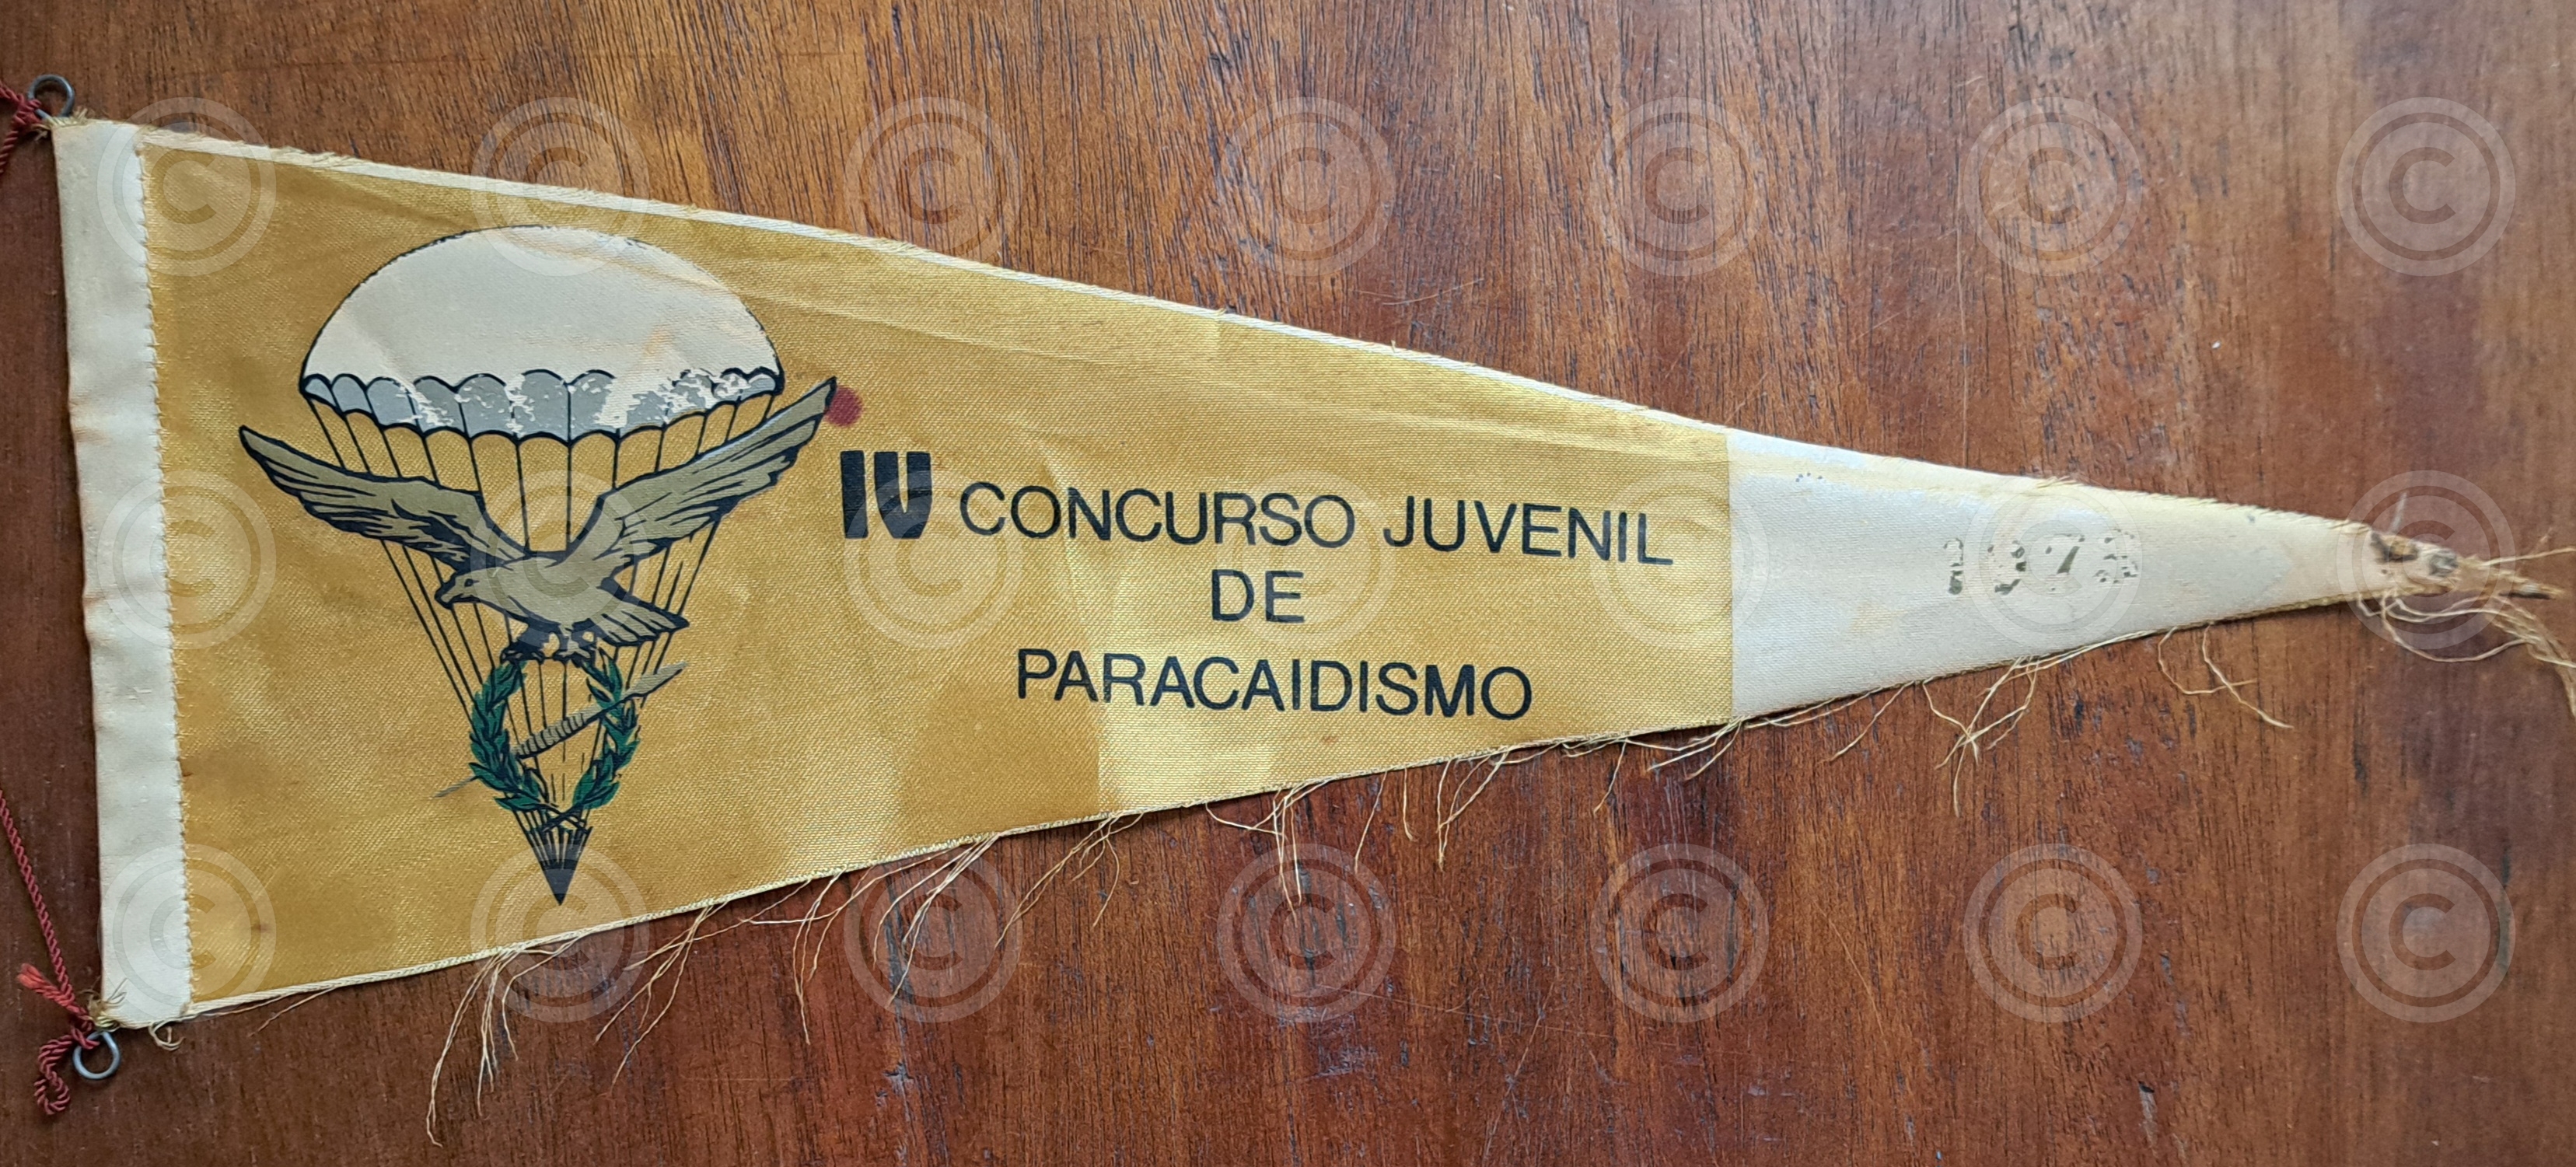 IV CONCURSO JUVENIL
DE
PARACAIDISMO